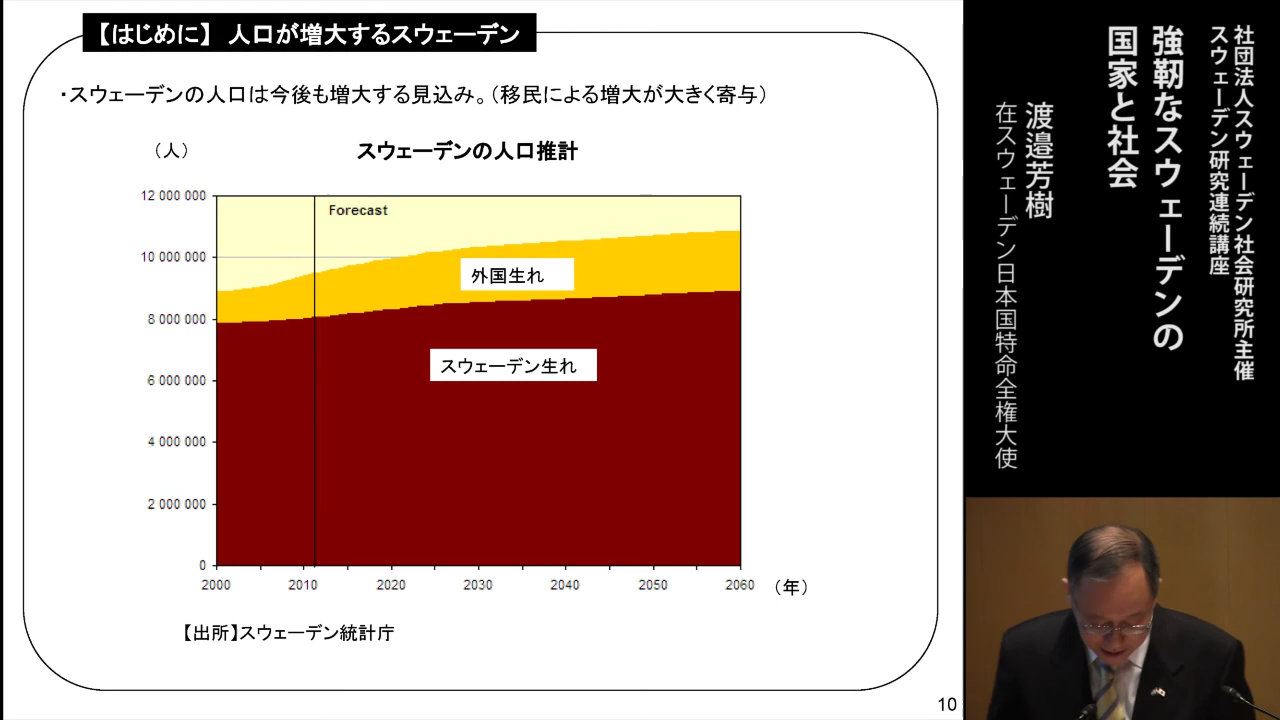 【はじめに】 人口が増大するスウェーデン
・スウェーデンの人口は今後も増大する見込み。（移民による増大が大きく寄与）
（人）
スウェーデンの人口推計
12 000 000
10 000 000
8 000 000
6 000 000
4 000 000
2 000 000
0
Forecast
外国生れ
スウェーデン生れ
2000
2010
2020
2030
2040
2050
2060
（年）
【出所】スウェーデン統計庁
10
社団法人スウェーデン社会研究所主催
スウェーデン研究連続講座
強靭なスウェーデンの
国家と社会
渡邉芳樹
在スウェーデン日本国特命全権大使